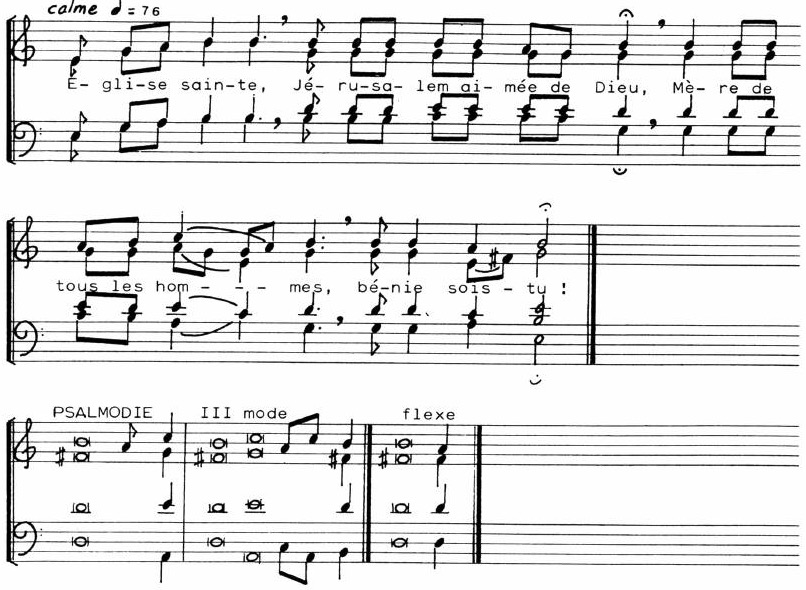 calme ♩ = 76
É- gli-se sain-te, Jé-ru-sa-lem ai-mée de Dieu, Mè- re de
tous les hom - - - mes, bé-nie sois - tu !
PSALMODIE III mode flexe